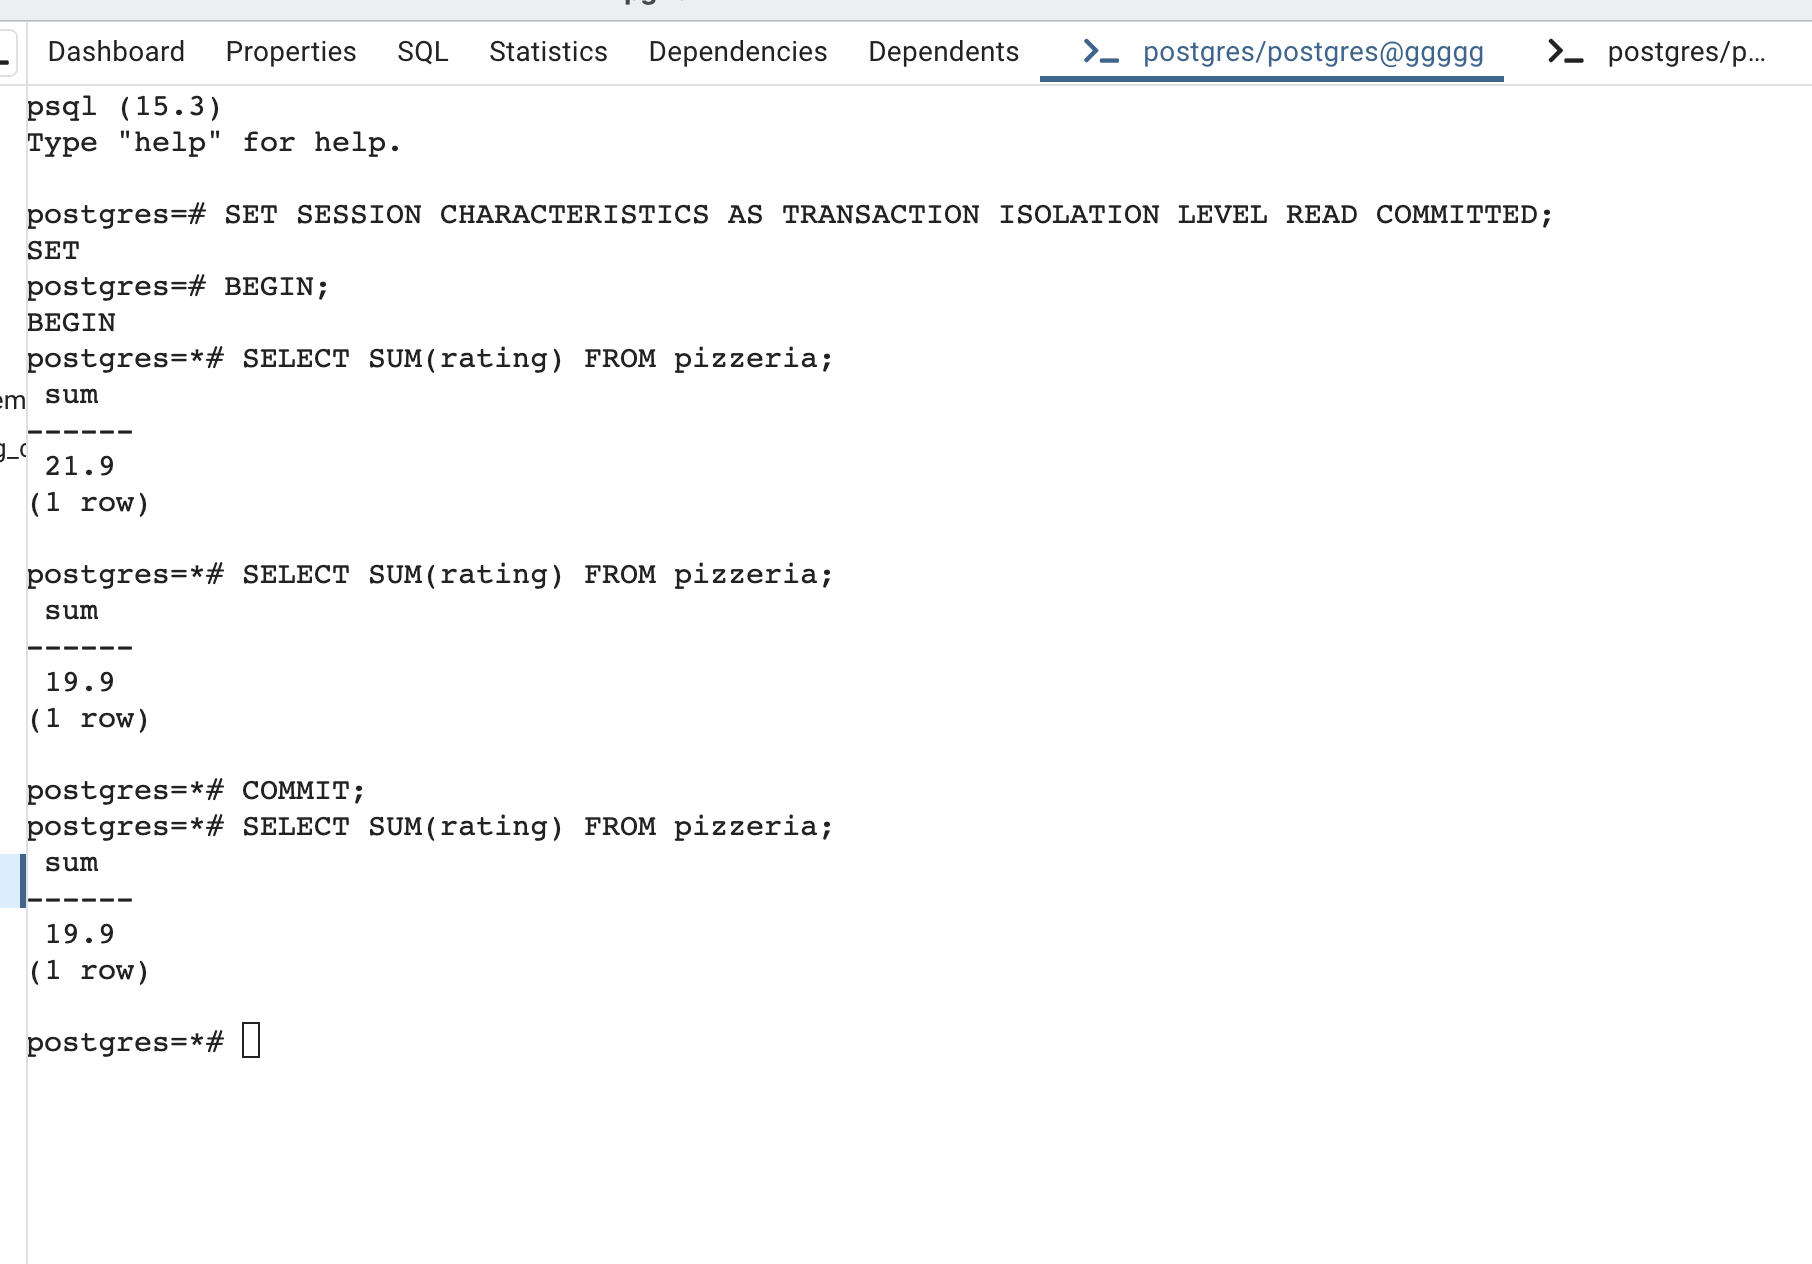 Dashboard Properties SQL Statistics Dependencies Dependents >_ postgres/postgres@ggggg >_ postgres/p...
psql (15.3)
Type "help" for help.
postgres=# SET SESSION CHARACTERISTICS AS TRANSACTION ISOLATION LEVEL READ COMMITTED;
SET
postgres=# BEGIN;
BEGIN
postgres=*# SELECT SUM(rating) FROM pizzeria;
sum
------
21.9
(1 row)
postgres=*# SELECT SUM(rating) FROM pizzeria;
sum
------
19.9
(1 row)
postgres=*# COMMIT;
postgres=*# SELECT SUM(rating) FROM pizzeria;
sum
------
19.9
(1 row)
postgres=*#